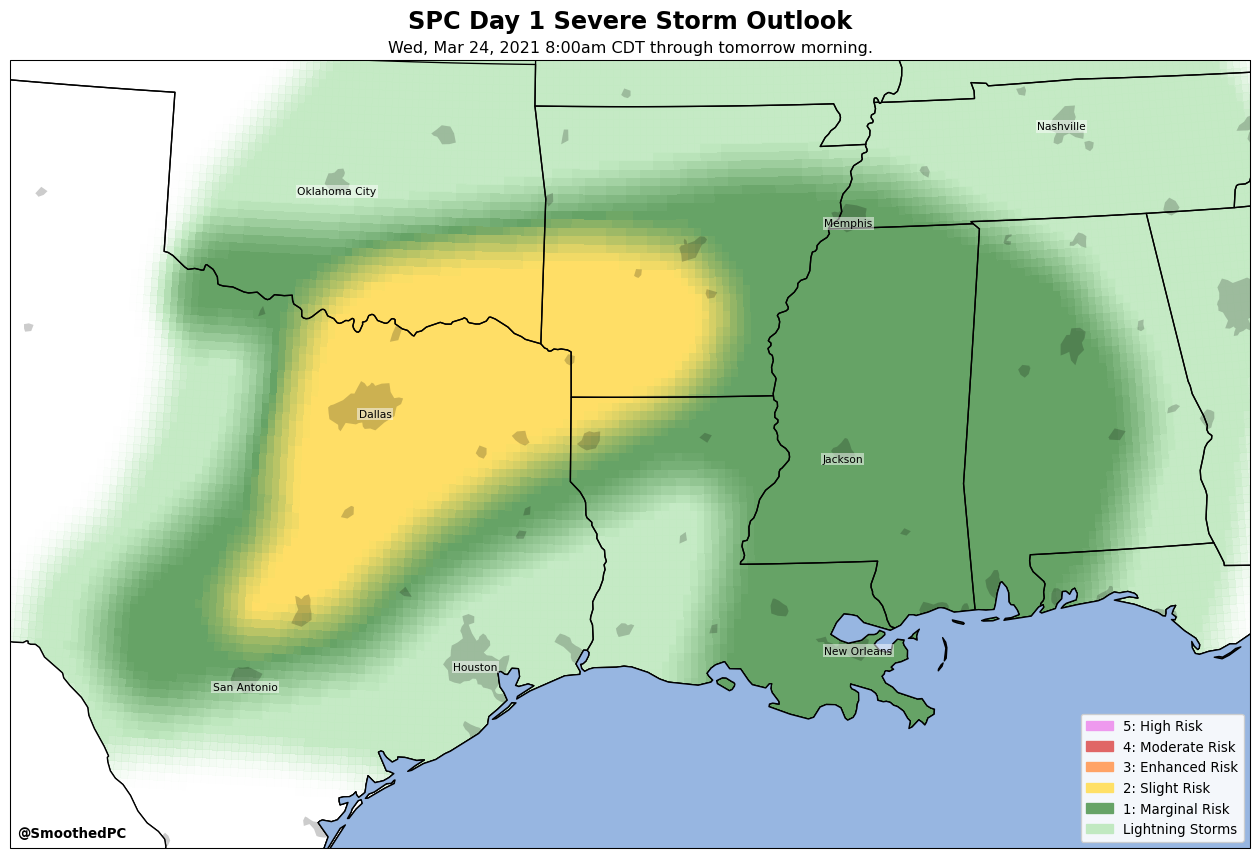 SPC Day 1 Severe Storm Outlook
Wed, Mar 24, 2021 8:00am CDT through tomorrow morning.
Nashville
Oklahoma City
Memphis
Dallas
Jackson
New Orleans
Houston
San Antonio
5: High Risk
4: Moderate Risk
3: Enhanced Risk
2: Slight Risk
1: Marginal Risk
Lightning Storms
@SmoothedPC